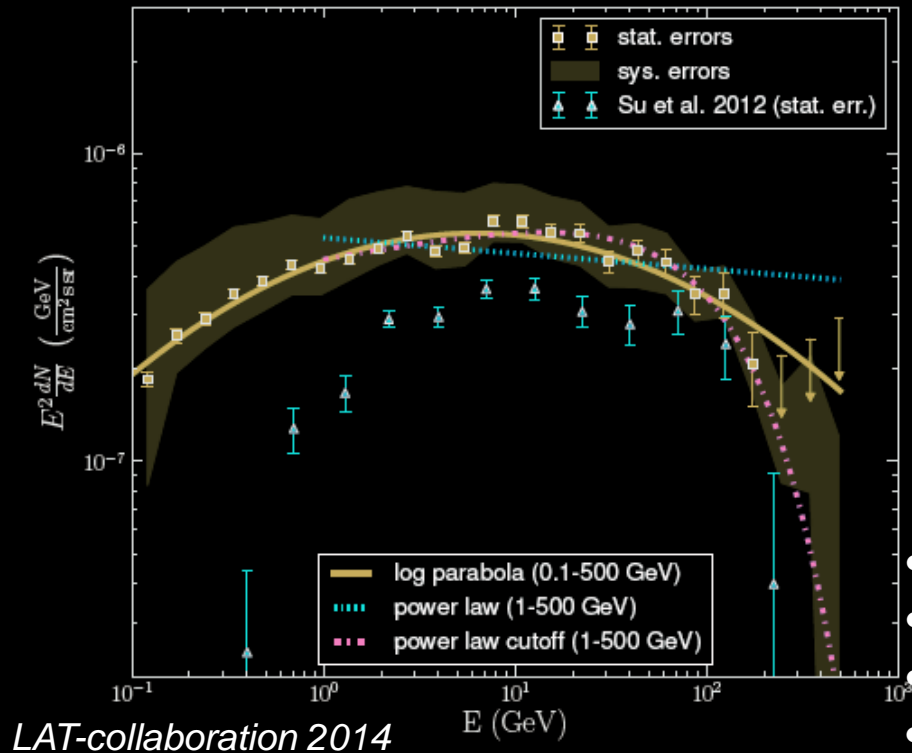 stat. errors
sys. errors
Su et al. 2012 (stat. err.)
10⁻⁶
10⁻⁷
E² dN/dE (GeV/cm² s sr)
log parabola (0.1-500 GeV)
power law (1-500 GeV)
power law cutoff (1-500 GeV)
10⁻¹ 10⁰ 10¹ 10² 10³
E (GeV)
LAT-collaboration 2014